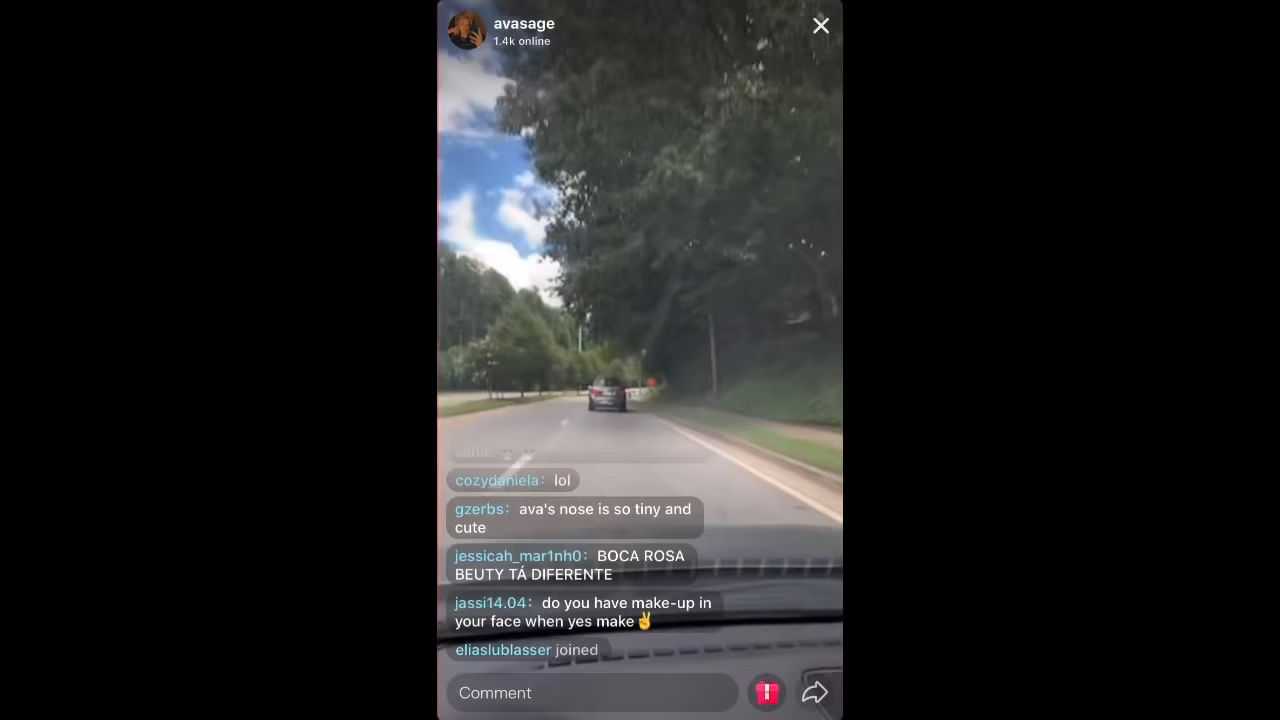 avasage
1.4k online
cozydaniela: lol
gzerbs: ava's nose is so tiny and
cute
jessicah_mar1nh0: BOCA ROSA
BEUTY TÁ DIFERENTE
jassi14.04: do you have make-up in
your face when yes make✌
eliaslublasser joined
Comment